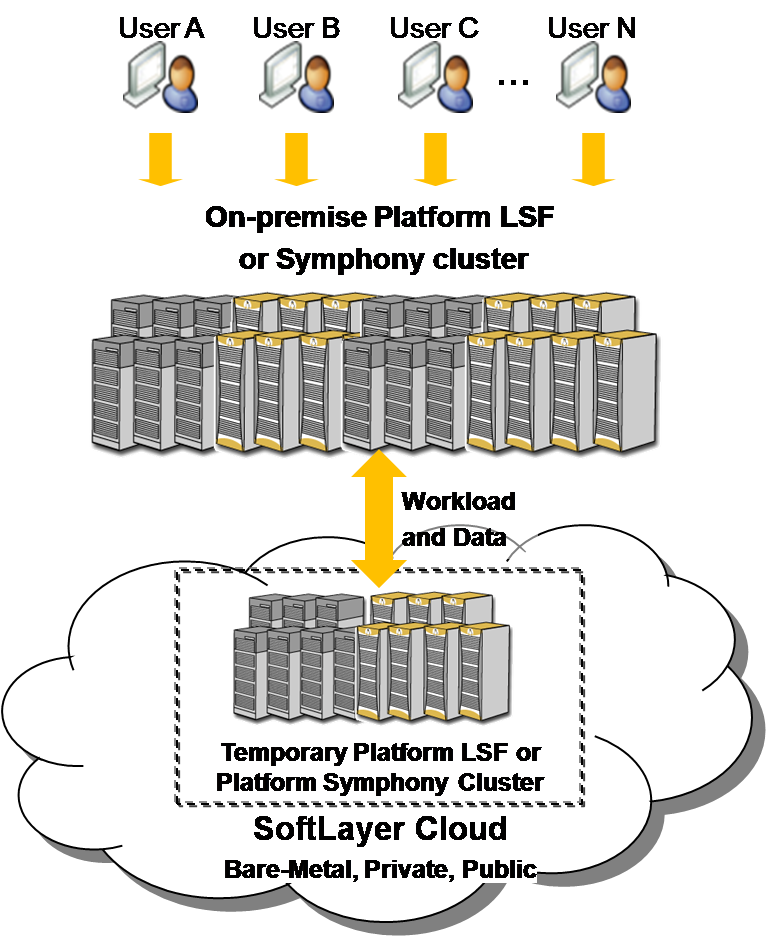 User A User B User C User N
...
On-premise Platform LSF
or Symphony cluster
Workload
and Data
Temporary Platform LSF or
Platform Symphony Cluster
SoftLayer Cloud
Bare-Metal, Private, Public